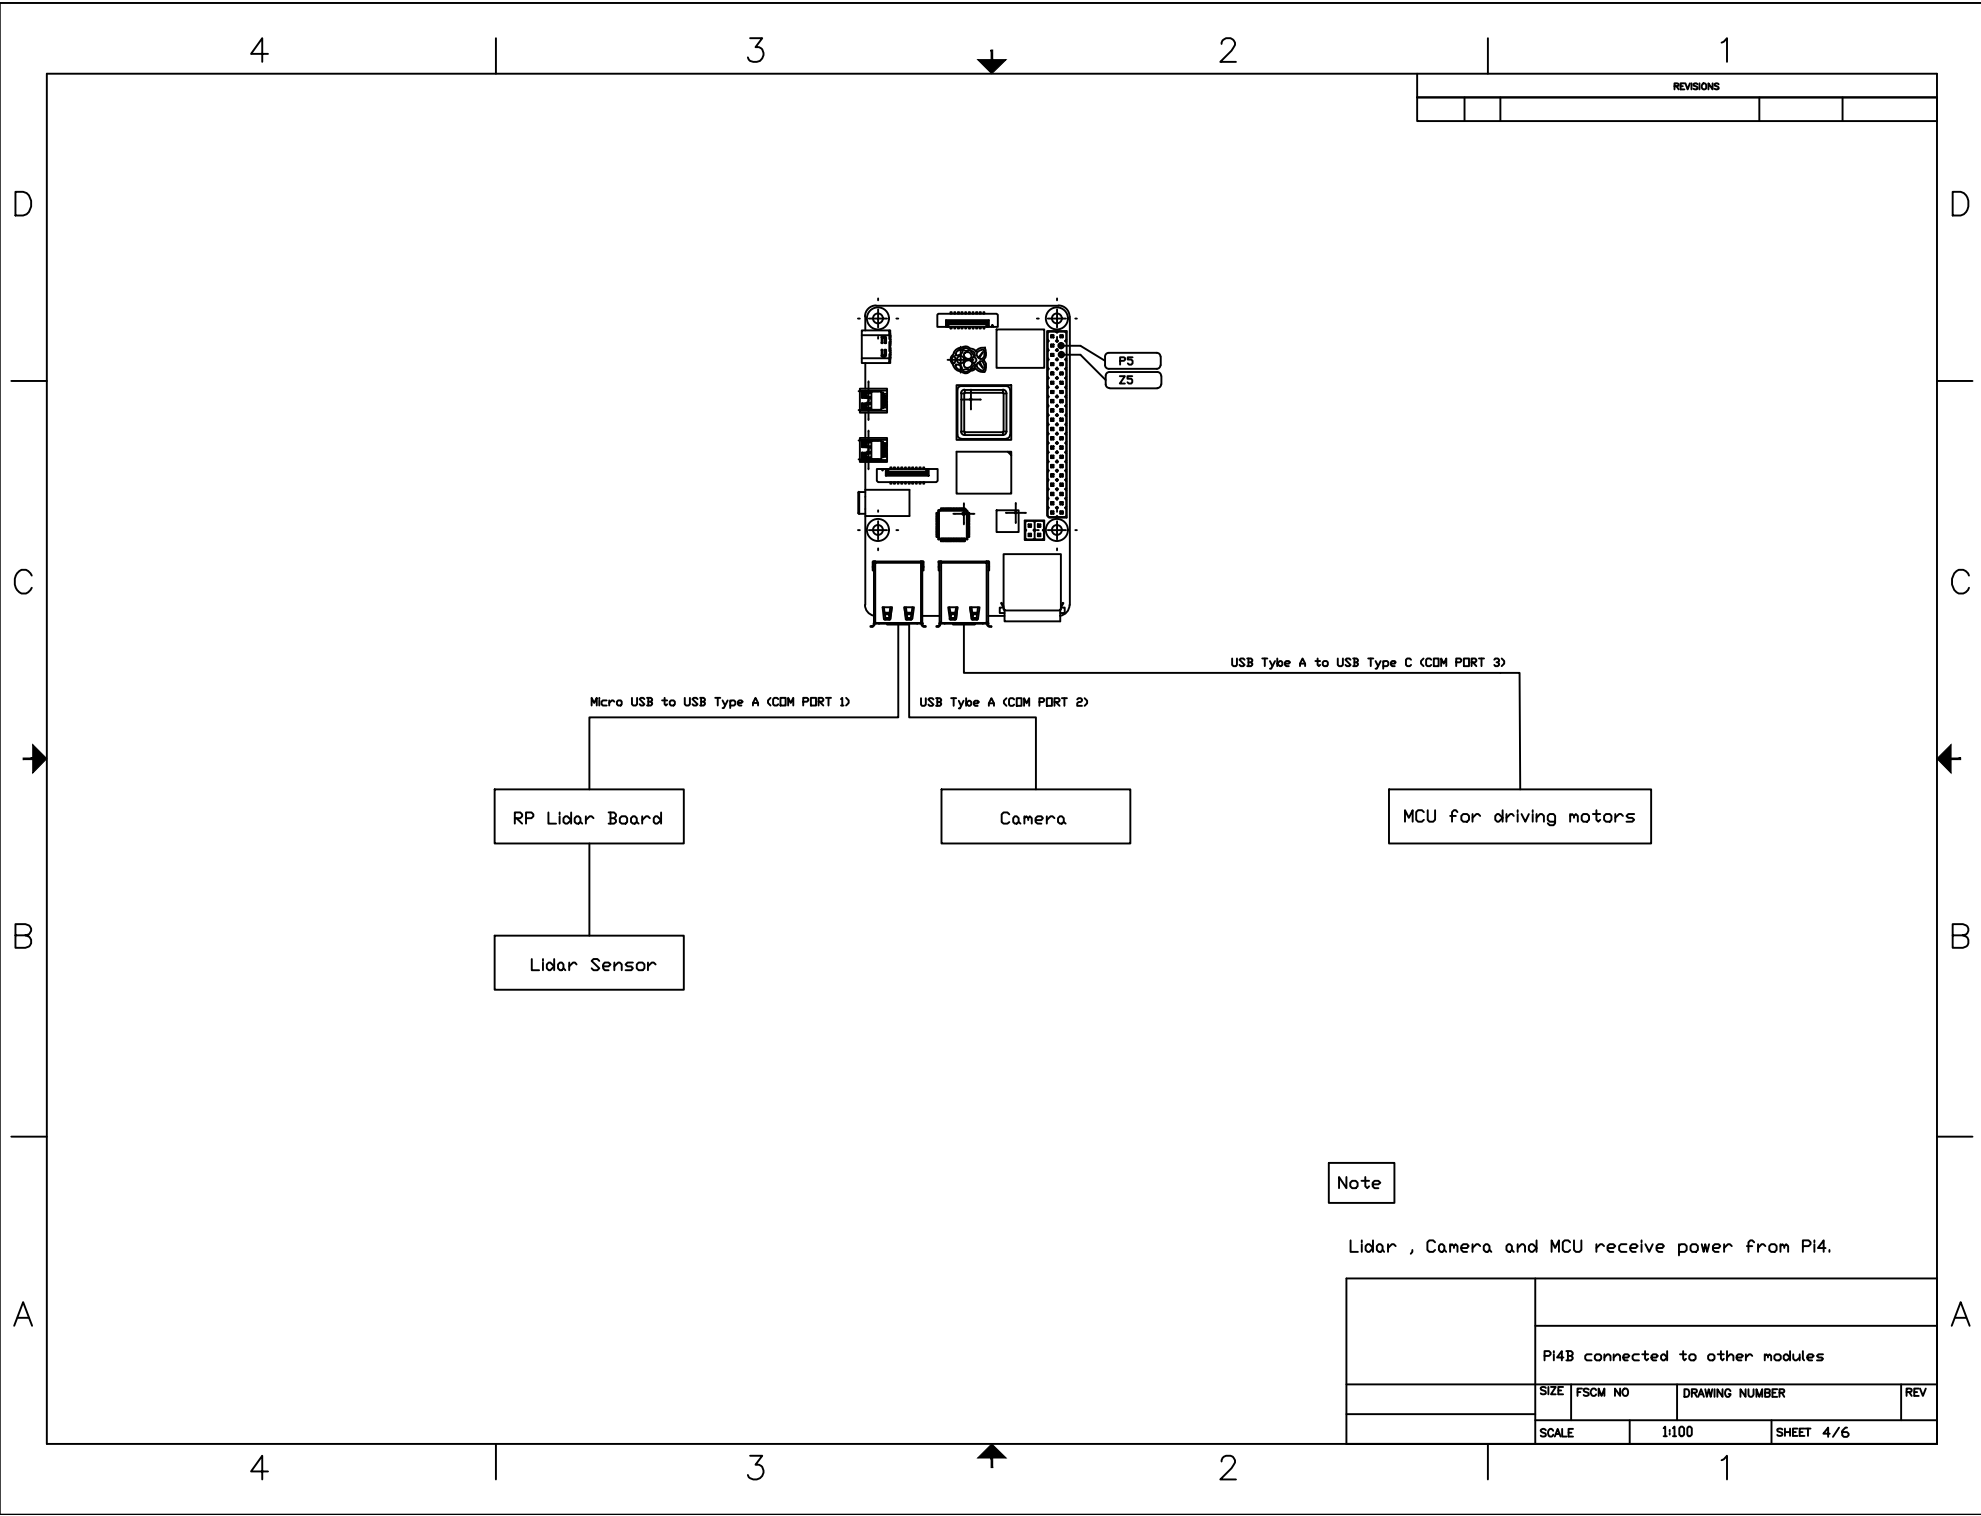 4 3 2 1
REVISIONS
D D
P5
Z5
C C
USB Tybe A to USB Type C (COM PORT 3)
Micro USB to USB Type A (COM PORT 1) USB Tybe A (COM PORT 2)
RP Lidar Board Camera MCU for driving motors
B B
Lidar Sensor
Note
Lidar , Camera and MCU receive power from Pi4.
A A
Pi4B connected to other modules
SIZE FSCM NO DRAWING NUMBER REV
SCALE 1:100 SHEET 4/6
4 3 2 1